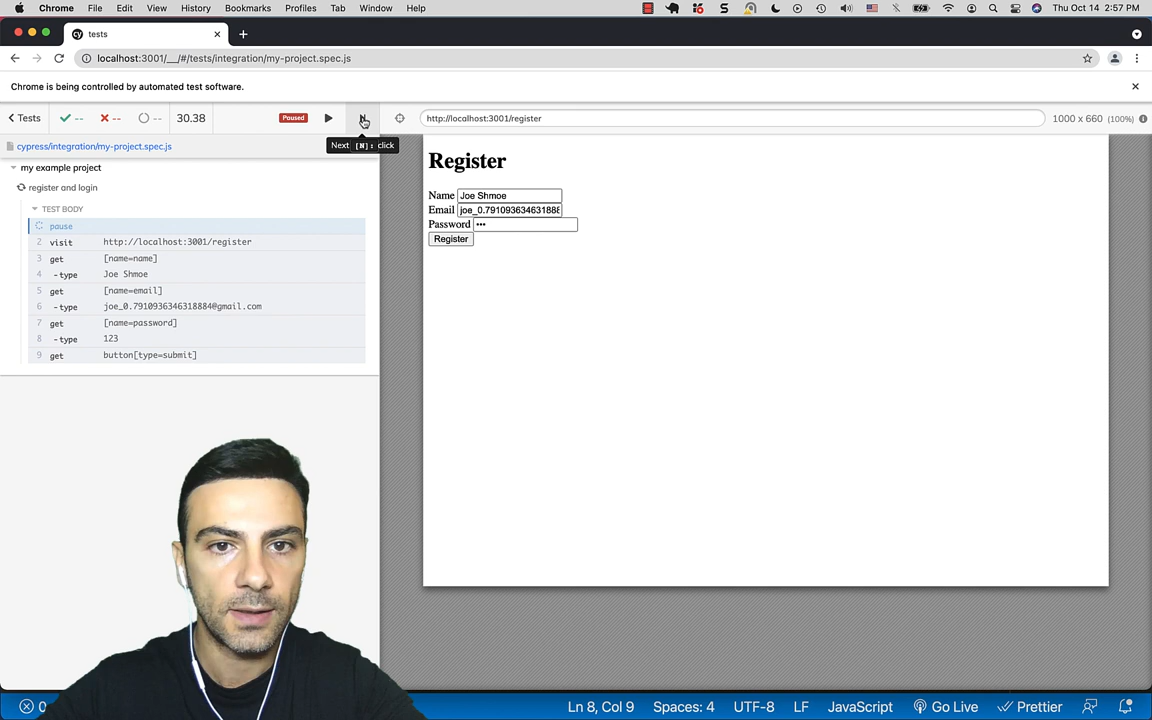 Chrome File Edit View History Bookmarks Profiles Tab Window Help Thu Oct 14 2:57 PM
cy tests
localhost:3001/__/#/tests/integration/my-project.spec.js
Chrome is being controlled by automated test software.
Tests -- -- -- 30.38 Paused N http://localhost:3001/register 1000 x 660 (100%)
Next [N]: click
cypress/integration/my-project.spec.js
my example project
register and login
TEST BODY
pause
2 visit http://localhost:3001/register
3 get [name=name]
4 -type Joe Shmoe
5 get [name=email]
6 -type joe_0.7910936346318884@gmail.com
7 get [name=password]
8 -type 123
9 get button[type=submit]
Register
Name Joe Shmoe
Email joe_0.791093634631888
Password •••
Register
0 Ln 8, Col 9 Spaces: 4 UTF-8 LF JavaScript Go Live Prettier